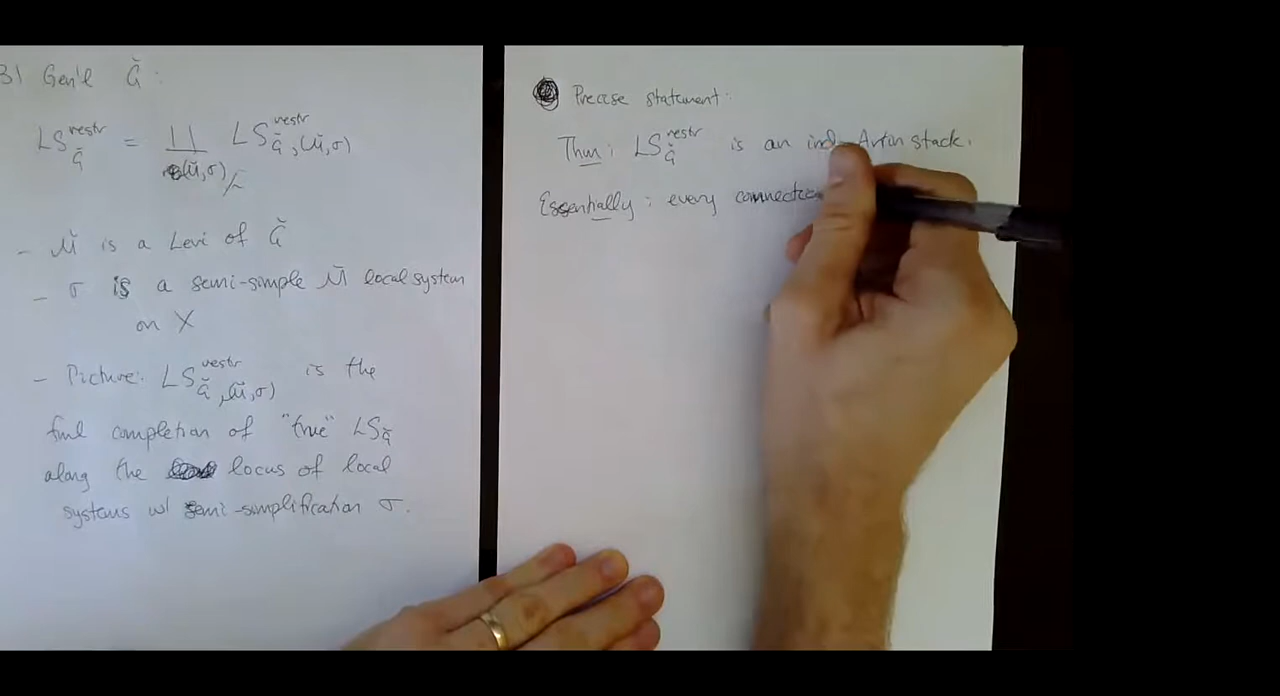 3) Gen'l Ǧ :
LS^restr_Ǧ = ∐_(M̌,σ)/~ LS^restr_Ǧ,(M̌,σ)
- M̌ is a Levi of Ǧ
- σ is a semi-simple M̌ local system
on X
- Picture: LS^restr_Ǧ,(M̌,σ) is the
fml completion of "true" LS_Ǧ
along the locus of local
systems w/ semi-simplification σ.
Precise statement:
Thm: LS^restr_Ǧ is an ind-Artin stack.
Essentially : every connected